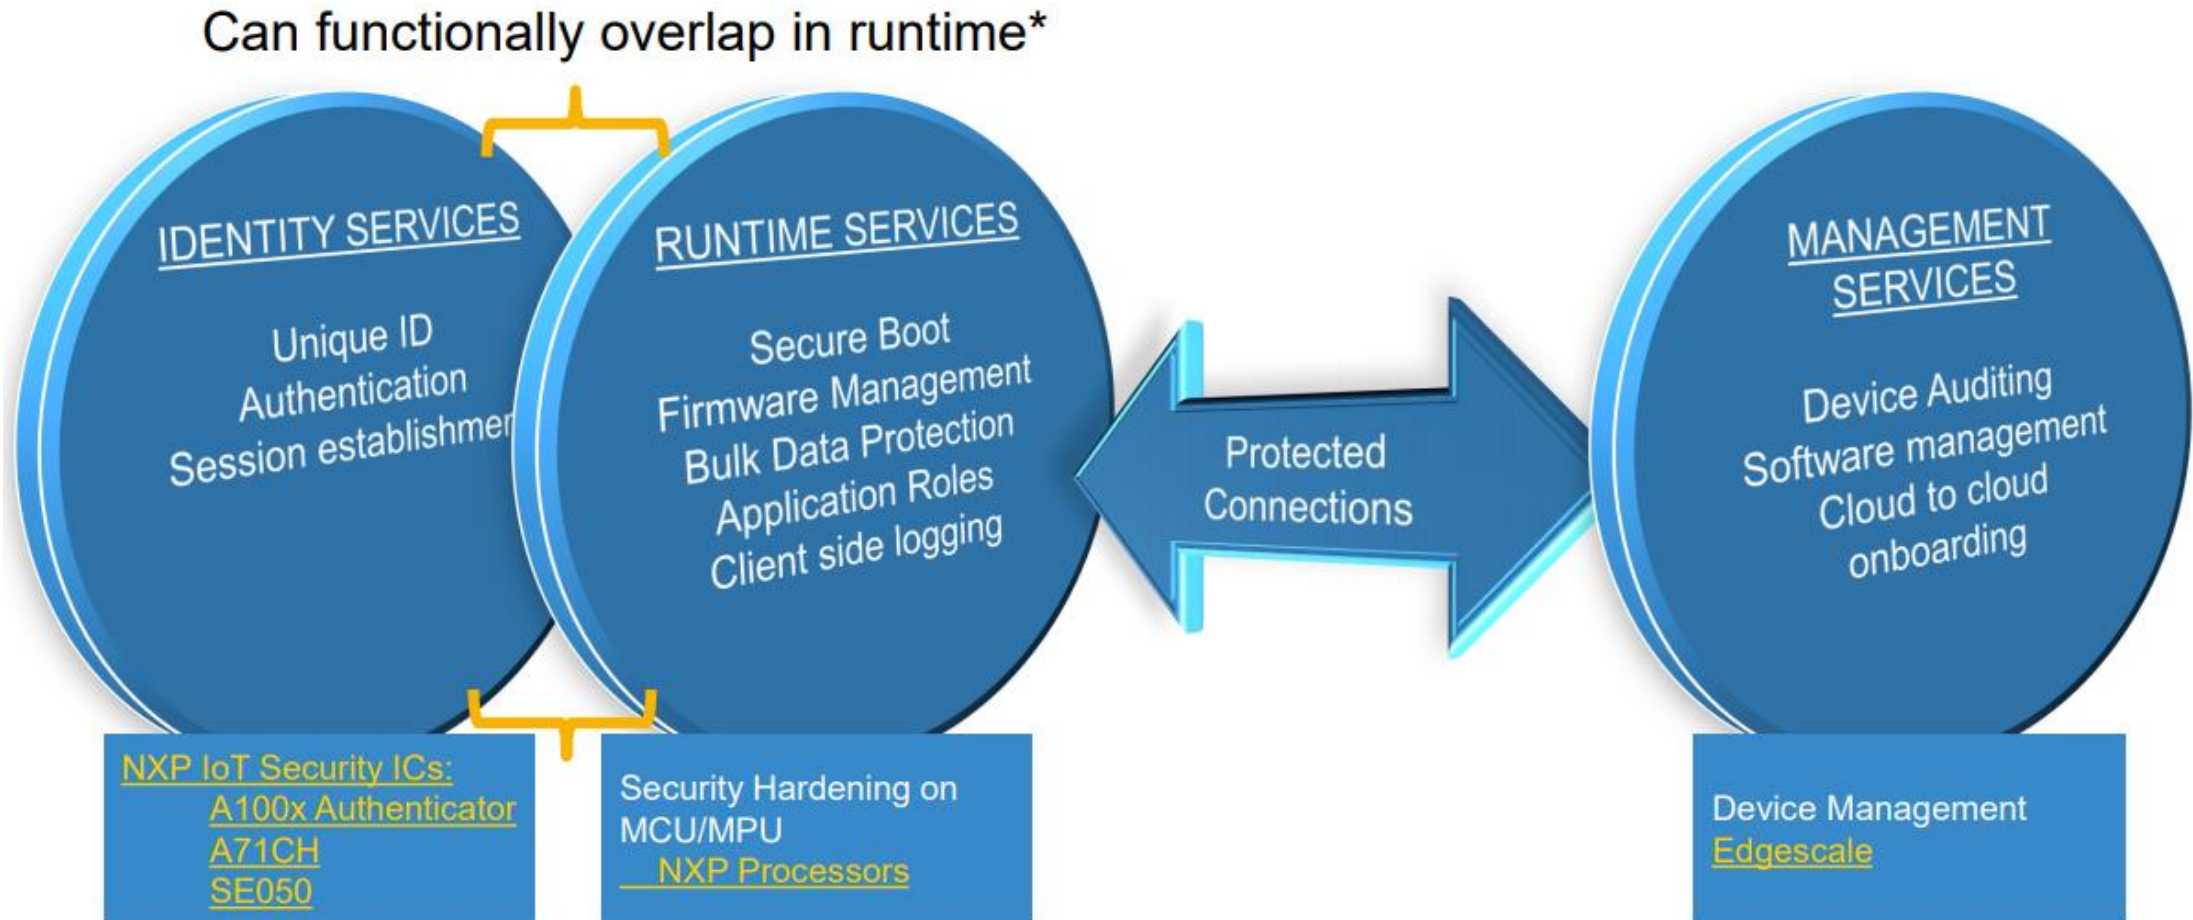 Can functionally overlap in runtime*
IDENTITY SERVICES
Unique ID
Authentication
Session establishmen
RUNTIME SERVICES
Secure Boot
Firmware Management
Bulk Data Protection
Application Roles
Client side logging
Protected
Connections
MANAGEMENT
SERVICES
Device Auditing
Software management
Cloud to cloud
onboarding
NXP IoT Security ICs:
A100x Authenticator
A71CH
SE050
Security Hardening on
MCU/MPU
NXP Processors
Device Management
Edgescale